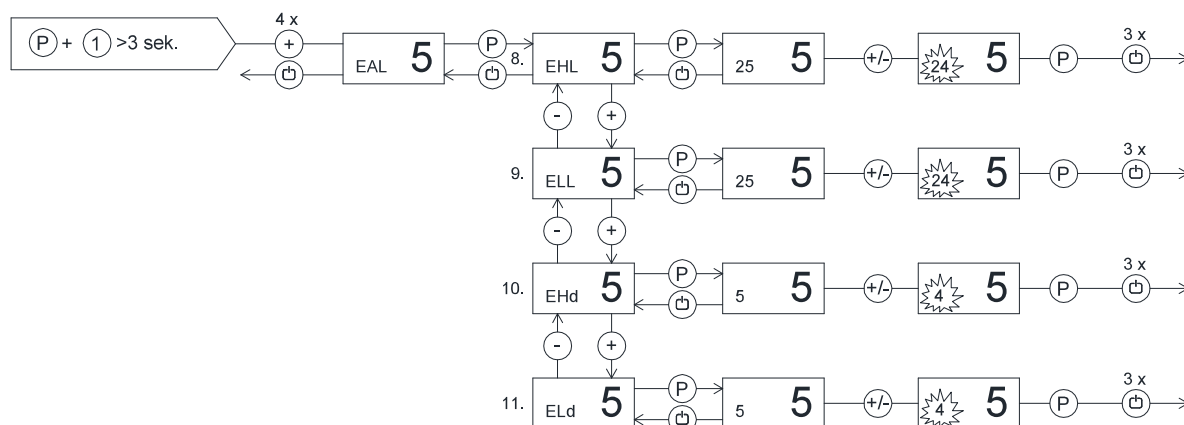 4 x
P + 1 >3 sek. + EAL 5 P 8. EHL 5 P 25 5 +/- 24 5 P 3 x
- +
9. ELL 5 P 25 5 +/- 24 5 P 3 x
- +
10. EHd 5 P 5 5 +/- 4 5 P 3 x
- +
11. ELd 5 P 5 5 +/- 4 5 P 3 x